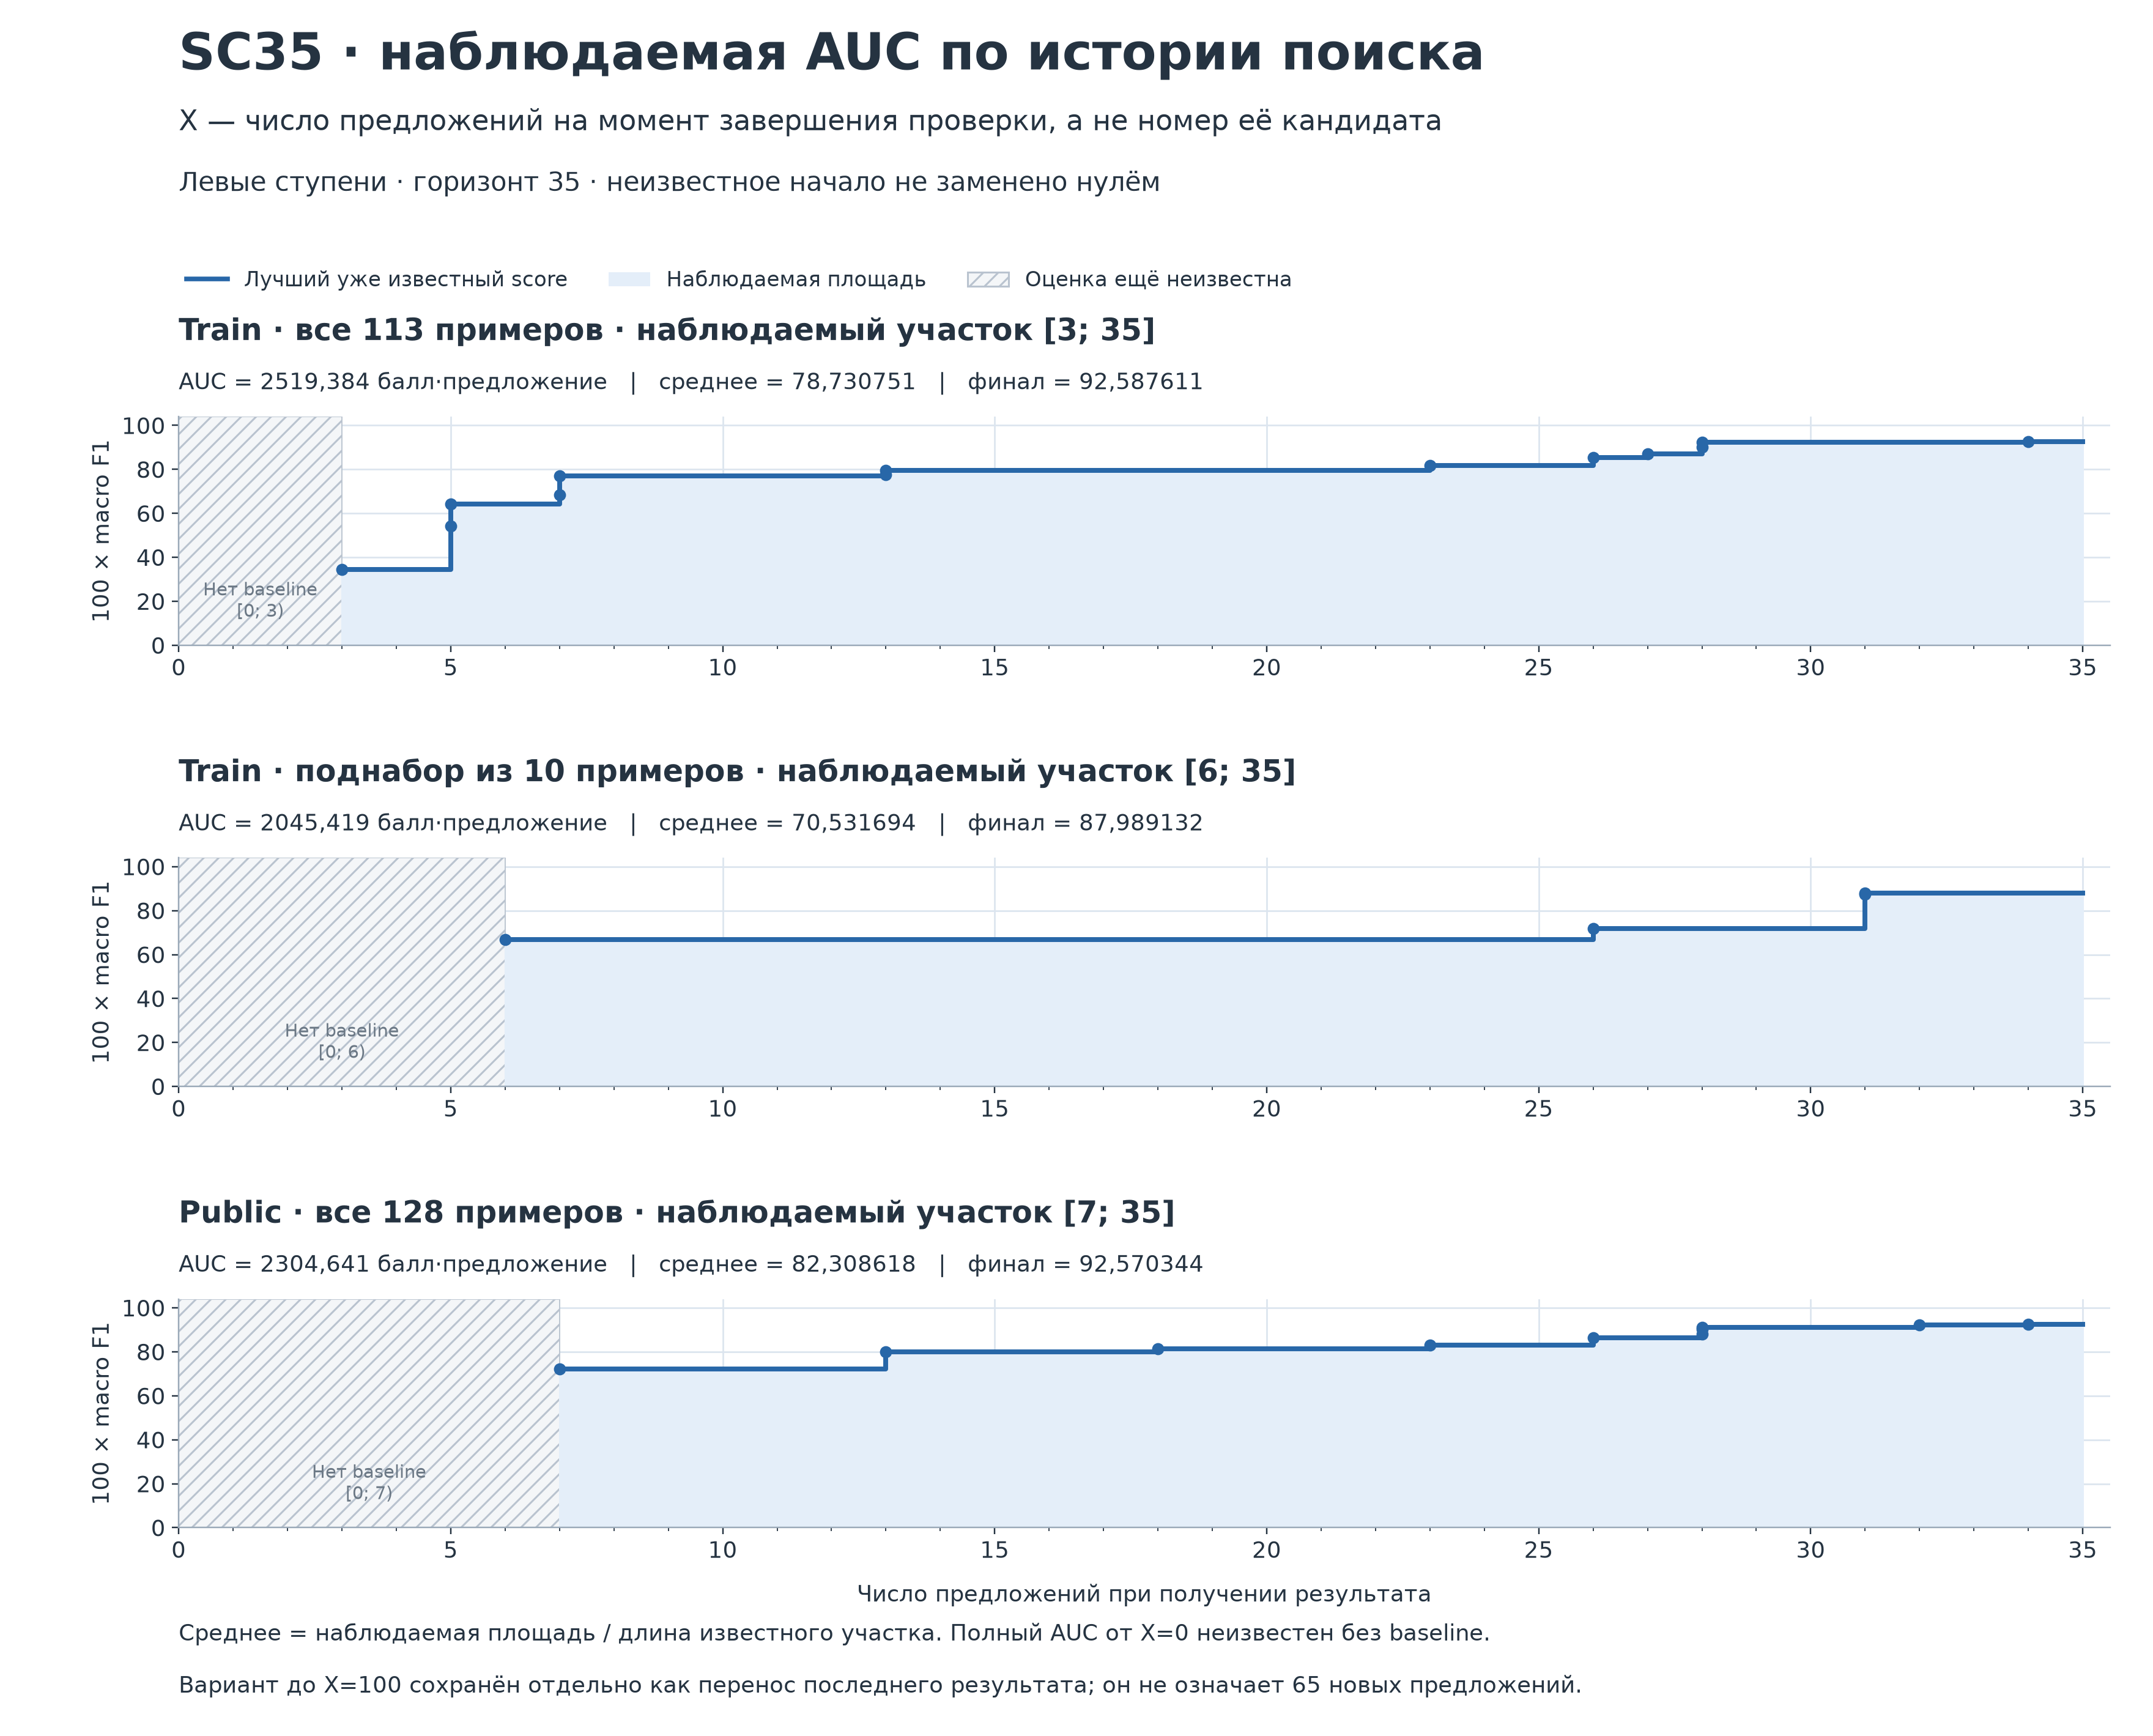 SC35 · наблюдаемая AUC по истории поиска
X — число предложений на момент завершения проверки, а не номер её кандидата
Левые ступени · горизонт 35 · неизвестное начало не заменено нулём
Лучший уже известный score Наблюдаемая площадь Оценка ещё неизвестна
Train · все 113 примеров · наблюдаемый участок [3; 35]
AUC = 2519,384 балл·предложение | среднее = 78,730751 | финал = 92,587611
100 × macro F1
100
80
60
40
20
0
Нет baseline
[0; 3)
0 5 10 15 20 25 30 35
Train · поднабор из 10 примеров · наблюдаемый участок [6; 35]
AUC = 2045,419 балл·предложение | среднее = 70,531694 | финал = 87,989132
100 × macro F1
100
80
60
40
20
0
Нет baseline
[0; 6)
0 5 10 15 20 25 30 35
Public · все 128 примеров · наблюдаемый участок [7; 35]
AUC = 2304,641 балл·предложение | среднее = 82,308618 | финал = 92,570344
100 × macro F1
100
80
60
40
20
0
Нет baseline
[0; 7)
0 5 10 15 20 25 30 35
Число предложений при получении результата
Среднее = наблюдаемая площадь / длина известного участка. Полный AUC от X=0 неизвестен без baseline.
Вариант до X=100 сохранён отдельно как перенос последнего результата; он не означает 65 новых предложений.